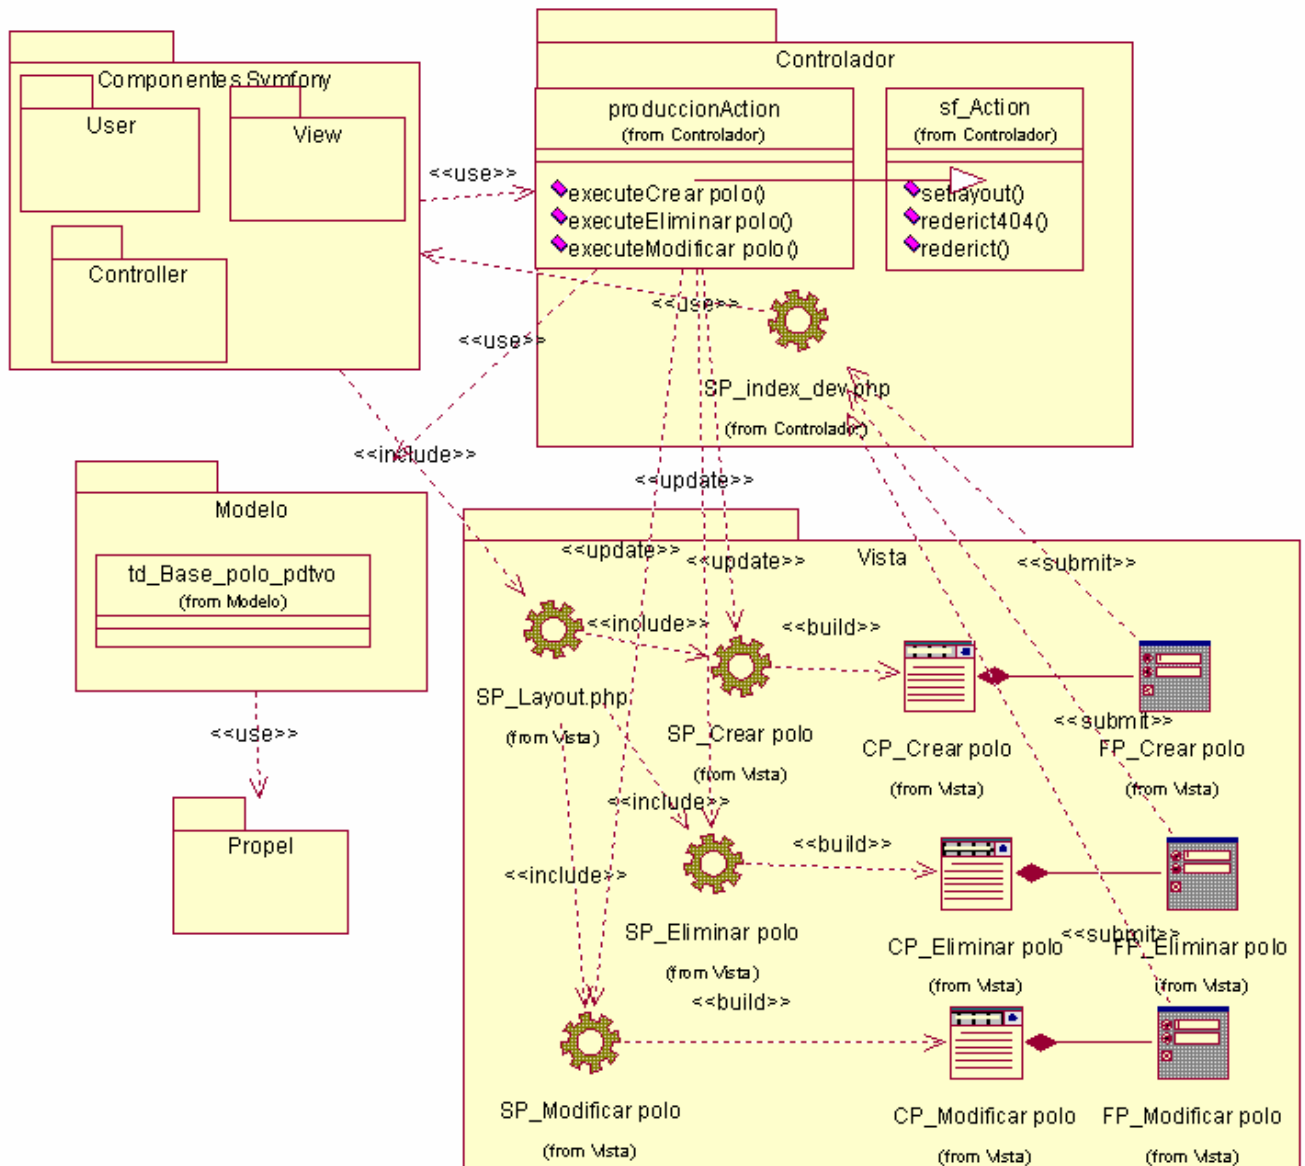 Componentes Symfony
User
View
Controller
<<use>>
Controlador
produccionAction
(from Controlador)
executeCrear polo()
executeEliminar polo()
executeModificar polo()
sf_Action
(from Controlador)
setlayout()
rederict404()
rederict()
<<use>>
<<use>>
SP_index_dev.php
(from Controlador)
<<include>>
<<update>>
Modelo
td_Base_polo_pdtvo
(from Modelo)
<<use>>
Propel
Vista
<<update>>
<<update>>
<<submit>>
<<include>>
<<build>>
SP_Layout.php
(from Vista)
SP_Crear polo
(from Vista)
CP_Crear polo
(from Vista)
<<submit>>
FP_Crear polo
(from Vista)
<<include>>
<<build>>
<<include>>
SP_Eliminar polo
(from Vista)
CP_Eliminar polo
(from Vista)
<<submit>>
FP_Eliminar polo
(from Vista)
<<build>>
SP_Modificar polo
(from Vista)
CP_Modificar polo
(from Vista)
FP_Modificar polo
(from Vista)